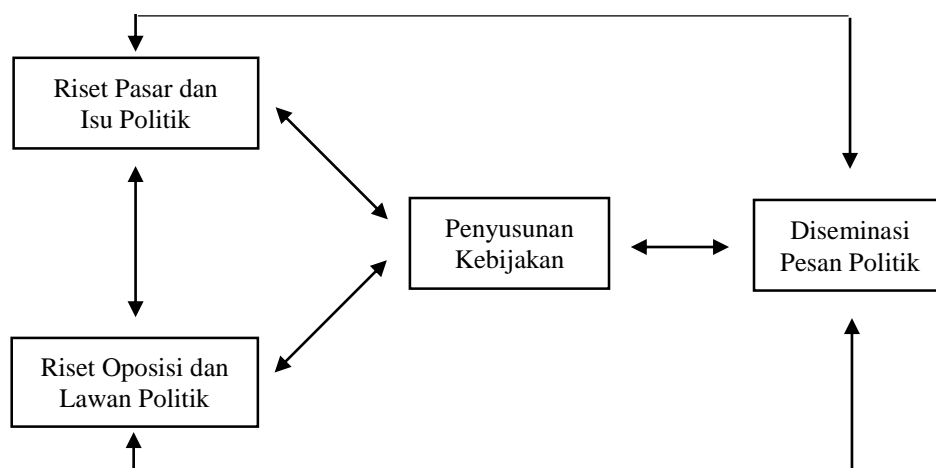 Riset Pasar dan
Isu Politik
Penyusunan
Kebijakan
Diseminasi
Pesan Politik
Riset Oposisi dan
Lawan Politik